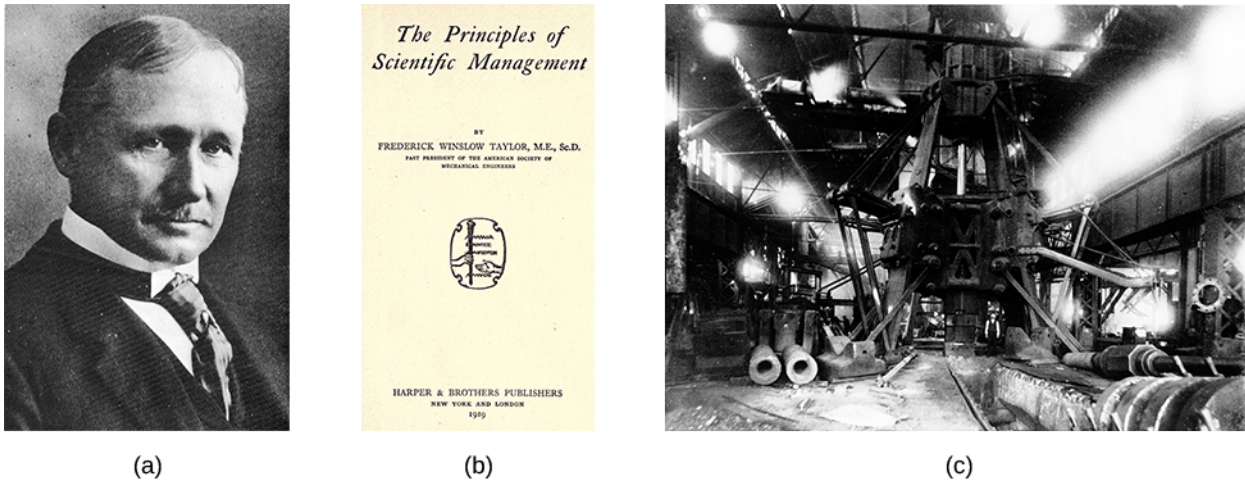 The Principles of
Scientific Management
BY
FREDERICK WINSLOW TAYLOR, M.E., Sc.D.
PAST PRESIDENT OF THE AMERICAN SOCIETY OF
MECHANICAL ENGINEERS
HARPER & BROTHERS PUBLISHERS
NEW YORK AND LONDON
1919
(a)
(b)
(c)